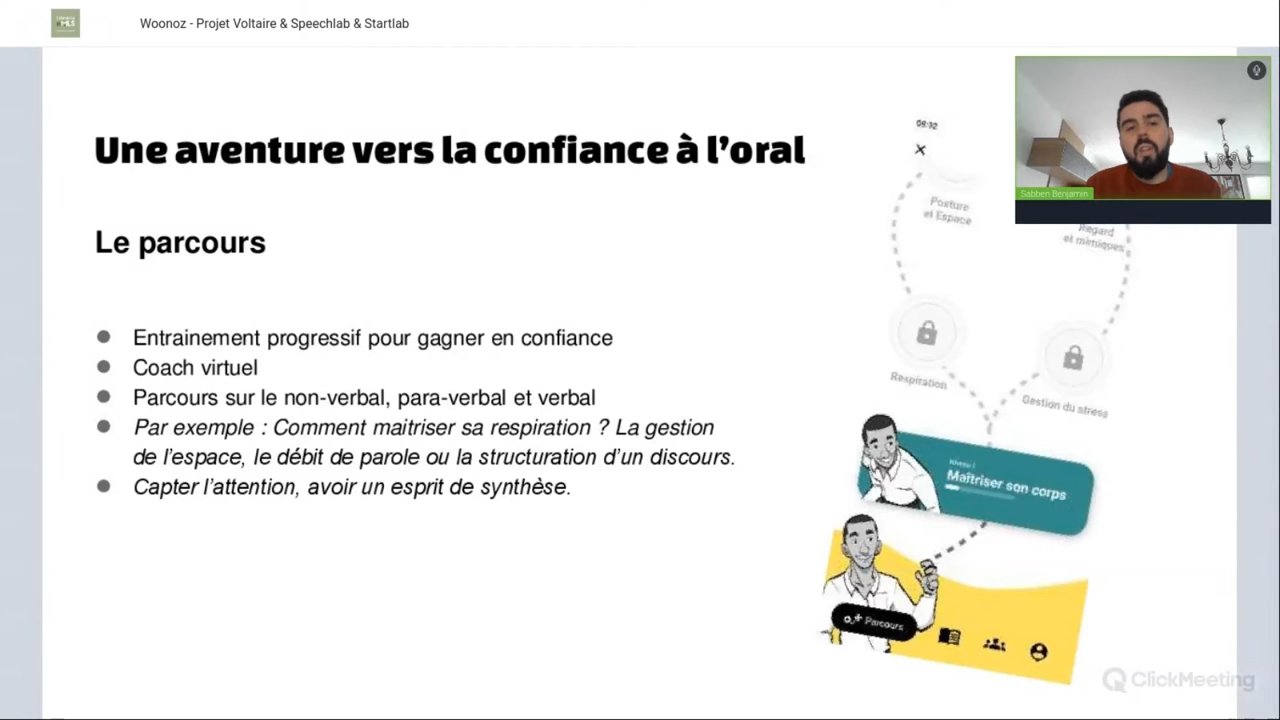 Woonoz - Projet Voltaire & Speechlab & Startlab
Une aventure vers la confiance à l'oral
Le parcours
Entrainement progressif pour gagner en confiance
Coach virtuel
Parcours sur le non-verbal, para-verbal et verbal
Par exemple : Comment maitriser sa respiration ? La gestion
de l'espace, le débit de parole ou la structuration d'un discours.
Capter l'attention, avoir un esprit de synthèse.
Sabben Benjamin
Posture
et Espace
Regard
et mimiques
Respiration
Gestion du stress
Maîtriser son corps
Parcours
ClickMeeting